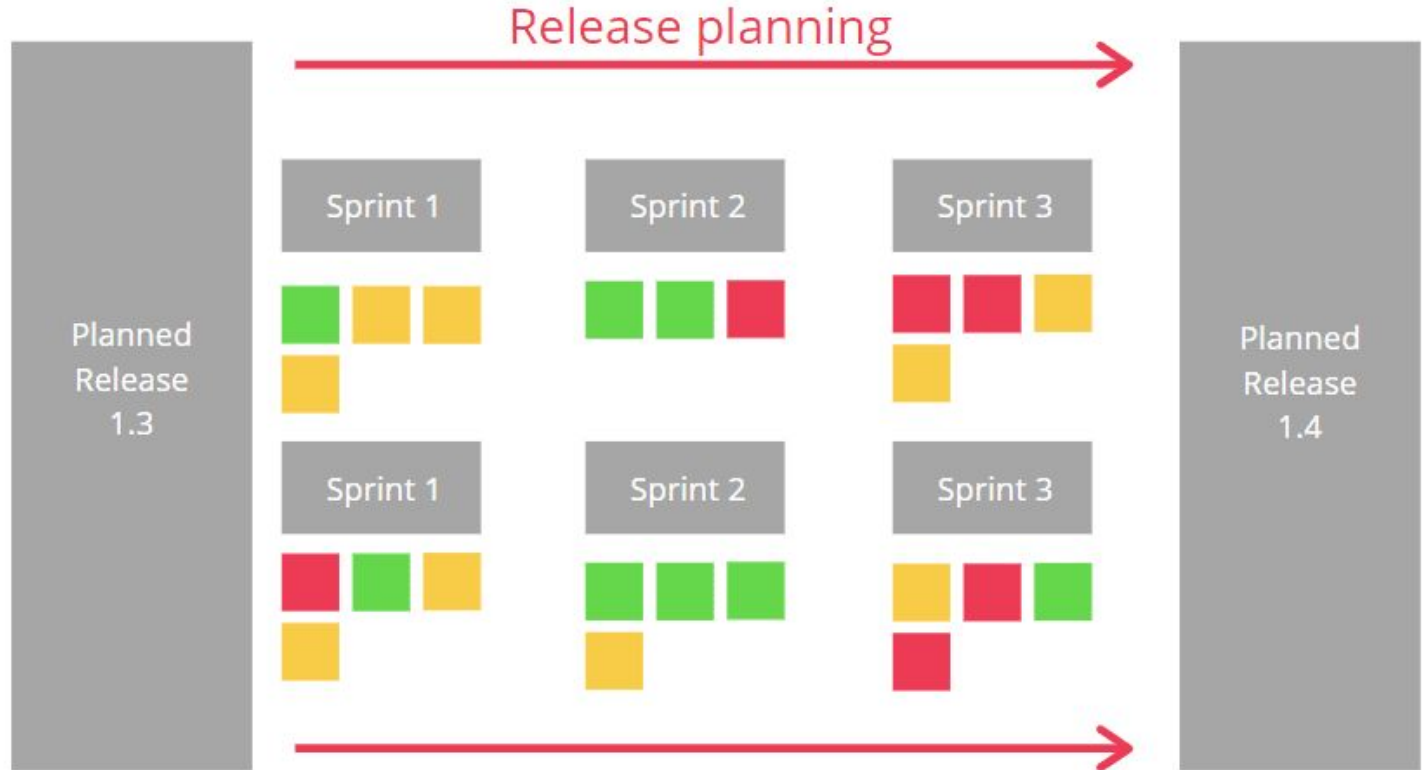 Release planning
Planned
Release
1.3
Sprint 1
Sprint 2
Sprint 3
Sprint 1
Sprint 2
Sprint 3
Planned
Release
1.4